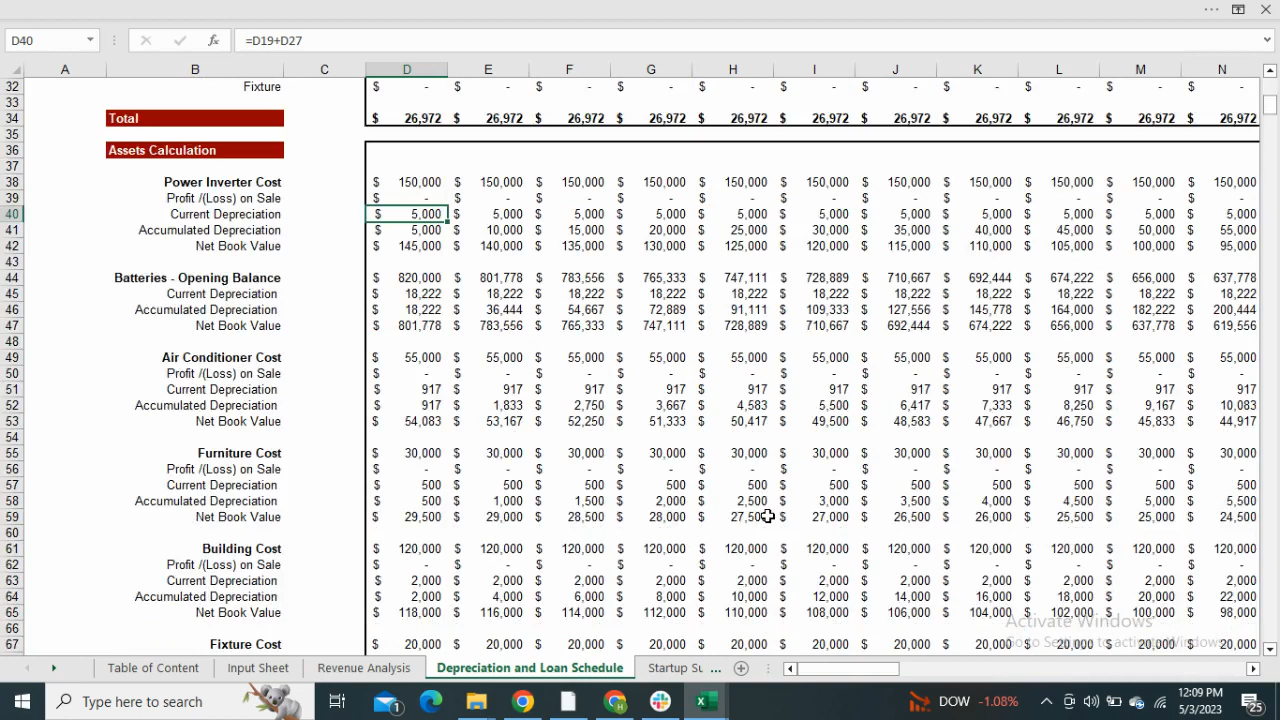 D40 =D19+D27
A B C D E F G H I J K L M N
32 Fixture $ - $ - $ - $ - $ - $ - $ - $ - $ - $ - $ -
33
34 Total $ 26,972 $ 26,972 $ 26,972 $ 26,972 $ 26,972 $ 26,972 $ 26,972 $ 26,972 $ 26,972 $ 26,972 $ 26,972
35
36 Assets Calculation
37
38 Power Inverter Cost $ 150,000 $ 150,000 $ 150,000 $ 150,000 $ 150,000 $ 150,000 $ 150,000 $ 150,000 $ 150,000 $ 150,000 $ 150,000
39 Profit /(Loss) on Sale $ - $ - $ - $ - $ - $ - $ - $ - $ - $ - $ -
40 Current Depreciation $ 5,000 $ 5,000 $ 5,000 $ 5,000 $ 5,000 $ 5,000 $ 5,000 $ 5,000 $ 5,000 $ 5,000 $ 5,000
41 Accumulated Depreciation $ 5,000 $ 10,000 $ 15,000 $ 20,000 $ 25,000 $ 30,000 $ 35,000 $ 40,000 $ 45,000 $ 50,000 $ 55,000
42 Net Book Value $ 145,000 $ 140,000 $ 135,000 $ 130,000 $ 125,000 $ 120,000 $ 115,000 $ 110,000 $ 105,000 $ 100,000 $ 95,000
43
44 Batteries - Opening Balance $ 820,000 $ 801,778 $ 783,556 $ 765,333 $ 747,111 $ 728,889 $ 710,667 $ 692,444 $ 674,222 $ 656,000 $ 637,778
45 Current Depreciation $ 18,222 $ 18,222 $ 18,222 $ 18,222 $ 18,222 $ 18,222 $ 18,222 $ 18,222 $ 18,222 $ 18,222 $ 18,222
46 Accumulated Depreciation $ 18,222 $ 36,444 $ 54,667 $ 72,889 $ 91,111 $ 109,333 $ 127,556 $ 145,778 $ 164,000 $ 182,222 $ 200,444
47 Net Book Value $ 801,778 $ 783,556 $ 765,333 $ 747,111 $ 728,889 $ 710,667 $ 692,444 $ 674,222 $ 656,000 $ 637,778 $ 619,556
48
49 Air Conditioner Cost $ 55,000 $ 55,000 $ 55,000 $ 55,000 $ 55,000 $ 55,000 $ 55,000 $ 55,000 $ 55,000 $ 55,000 $ 55,000
50 Profit /(Loss) on Sale $ - $ - $ - $ - $ - $ - $ - $ - $ - $ - $ -
51 Current Depreciation $ 917 $ 917 $ 917 $ 917 $ 917 $ 917 $ 917 $ 917 $ 917 $ 917 $ 917
52 Accumulated Depreciation $ 917 $ 1,833 $ 2,750 $ 3,667 $ 4,583 $ 5,500 $ 6,417 $ 7,333 $ 8,250 $ 9,167 $ 10,083
53 Net Book Value $ 54,083 $ 53,167 $ 52,250 $ 51,333 $ 50,417 $ 49,500 $ 48,583 $ 47,667 $ 46,750 $ 45,833 $ 44,917
54
55 Furniture Cost $ 30,000 $ 30,000 $ 30,000 $ 30,000 $ 30,000 $ 30,000 $ 30,000 $ 30,000 $ 30,000 $ 30,000 $ 30,000
56 Profit /(Loss) on Sale $ - $ - $ - $ - $ - $ - $ - $ - $ - $ - $ -
57 Current Depreciation $ 500 $ 500 $ 500 $ 500 $ 500 $ 500 $ 500 $ 500 $ 500 $ 500 $ 500
58 Accumulated Depreciation $ 500 $ 1,000 $ 1,500 $ 2,000 $ 2,500 $ 3,000 $ 3,500 $ 4,000 $ 4,500 $ 5,000 $ 5,500
59 Net Book Value $ 29,500 $ 29,000 $ 28,500 $ 28,000 $ 27,500 $ 27,000 $ 26,500 $ 26,000 $ 25,500 $ 25,000 $ 24,500
60
61 Building Cost $ 120,000 $ 120,000 $ 120,000 $ 120,000 $ 120,000 $ 120,000 $ 120,000 $ 120,000 $ 120,000 $ 120,000 $ 120,000
62 Profit /(Loss) on Sale $ - $ - $ - $ - $ - $ - $ - $ - $ - $ - $ -
63 Current Depreciation $ 2,000 $ 2,000 $ 2,000 $ 2,000 $ 2,000 $ 2,000 $ 2,000 $ 2,000 $ 2,000 $ 2,000 $ 2,000
64 Accumulated Depreciation $ 2,000 $ 4,000 $ 6,000 $ 8,000 $ 10,000 $ 12,000 $ 14,000 $ 16,000 $ 18,000 $ 20,000 $ 22,000
65 Net Book Value $ 118,000 $ 116,000 $ 114,000 $ 112,000 $ 110,000 $ 108,000 $ 106,000 $ 104,000 $ 102,000 $ 100,000 $ 98,000
66 Activate Windows
67 Fixture Cost $ 20,000 $ 20,000 $ 20,000 $ 20,000 $ 20,000 $ 20,000 $ 20,000 $ 20,000 $ 20,000 $ 20,000 $ 20,000
Go to Settings to activate Windows.
Table of Content Input Sheet Revenue Analysis Depreciation and Loan Schedule Startup Su ...
Type here to search 1 DOW -1.08% 12:09 PM
5/3/2023 25